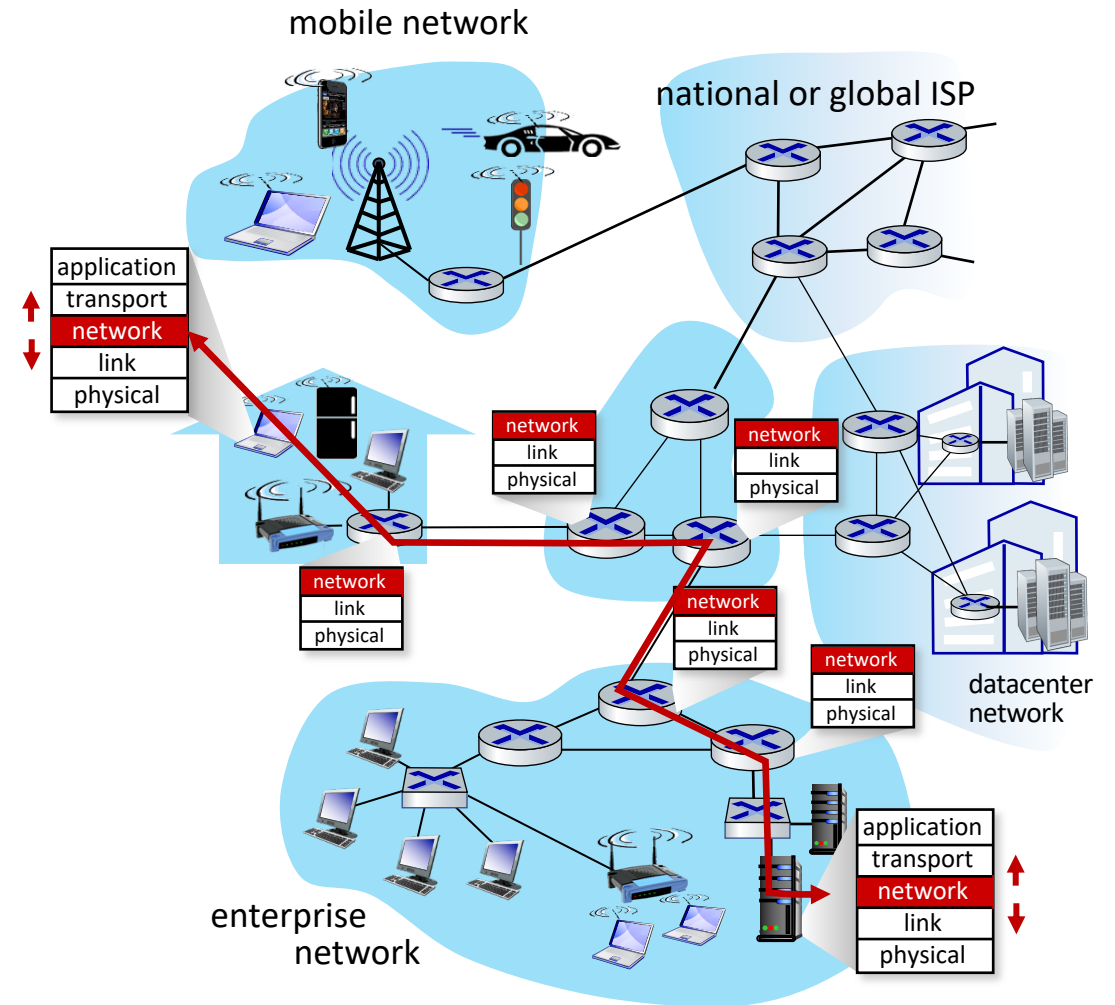 mobile network
national or global ISP
application
transport
network
link
physical
network
link
physical
network
link
physical
network
link
physical
network
link
physical
network
link
physical
datacenter
network
application
transport
network
link
physical
enterprise
network